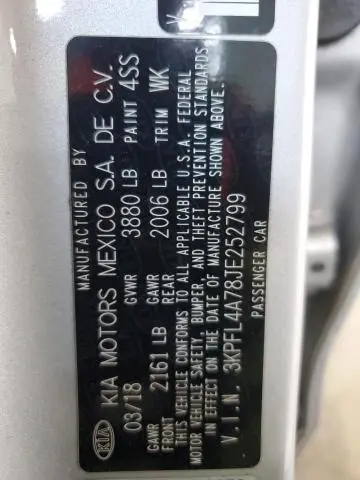 MANUFACTURED BY
KIA KIA MOTORS MEXICO S.A. DE C.V.
03/18 GVWR 3880 LB PAINT 4SS
GAWR FRONT 2161 LB GAWR REAR 2006 LB TRIM WK
THIS VEHICLE CONFORMS TO ALL APPLICABLE U.S.A. FEDERAL
MOTOR VEHICLE SAFETY, BUMPER, AND THEFT PREVENTION STANDARDS
IN EFFECT ON THE DATE OF MANUFACTURE SHOWN ABOVE.
V.I.N. 3KPFL4A78JE252799
PASSENGER CAR